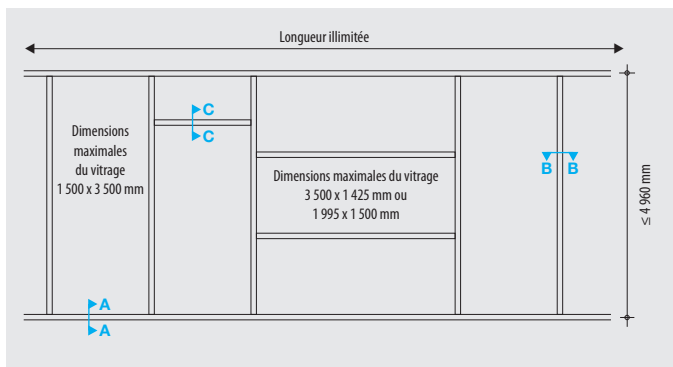 Longueur illimitée
C
C
Dimensions
maximales
du vitrage
1 500 x 3 500 mm
Dimensions maximales du vitrage
3 500 x 1 425 mm ou
1 995 x 1 500 mm
B B
≤ 4 960 mm
A
A